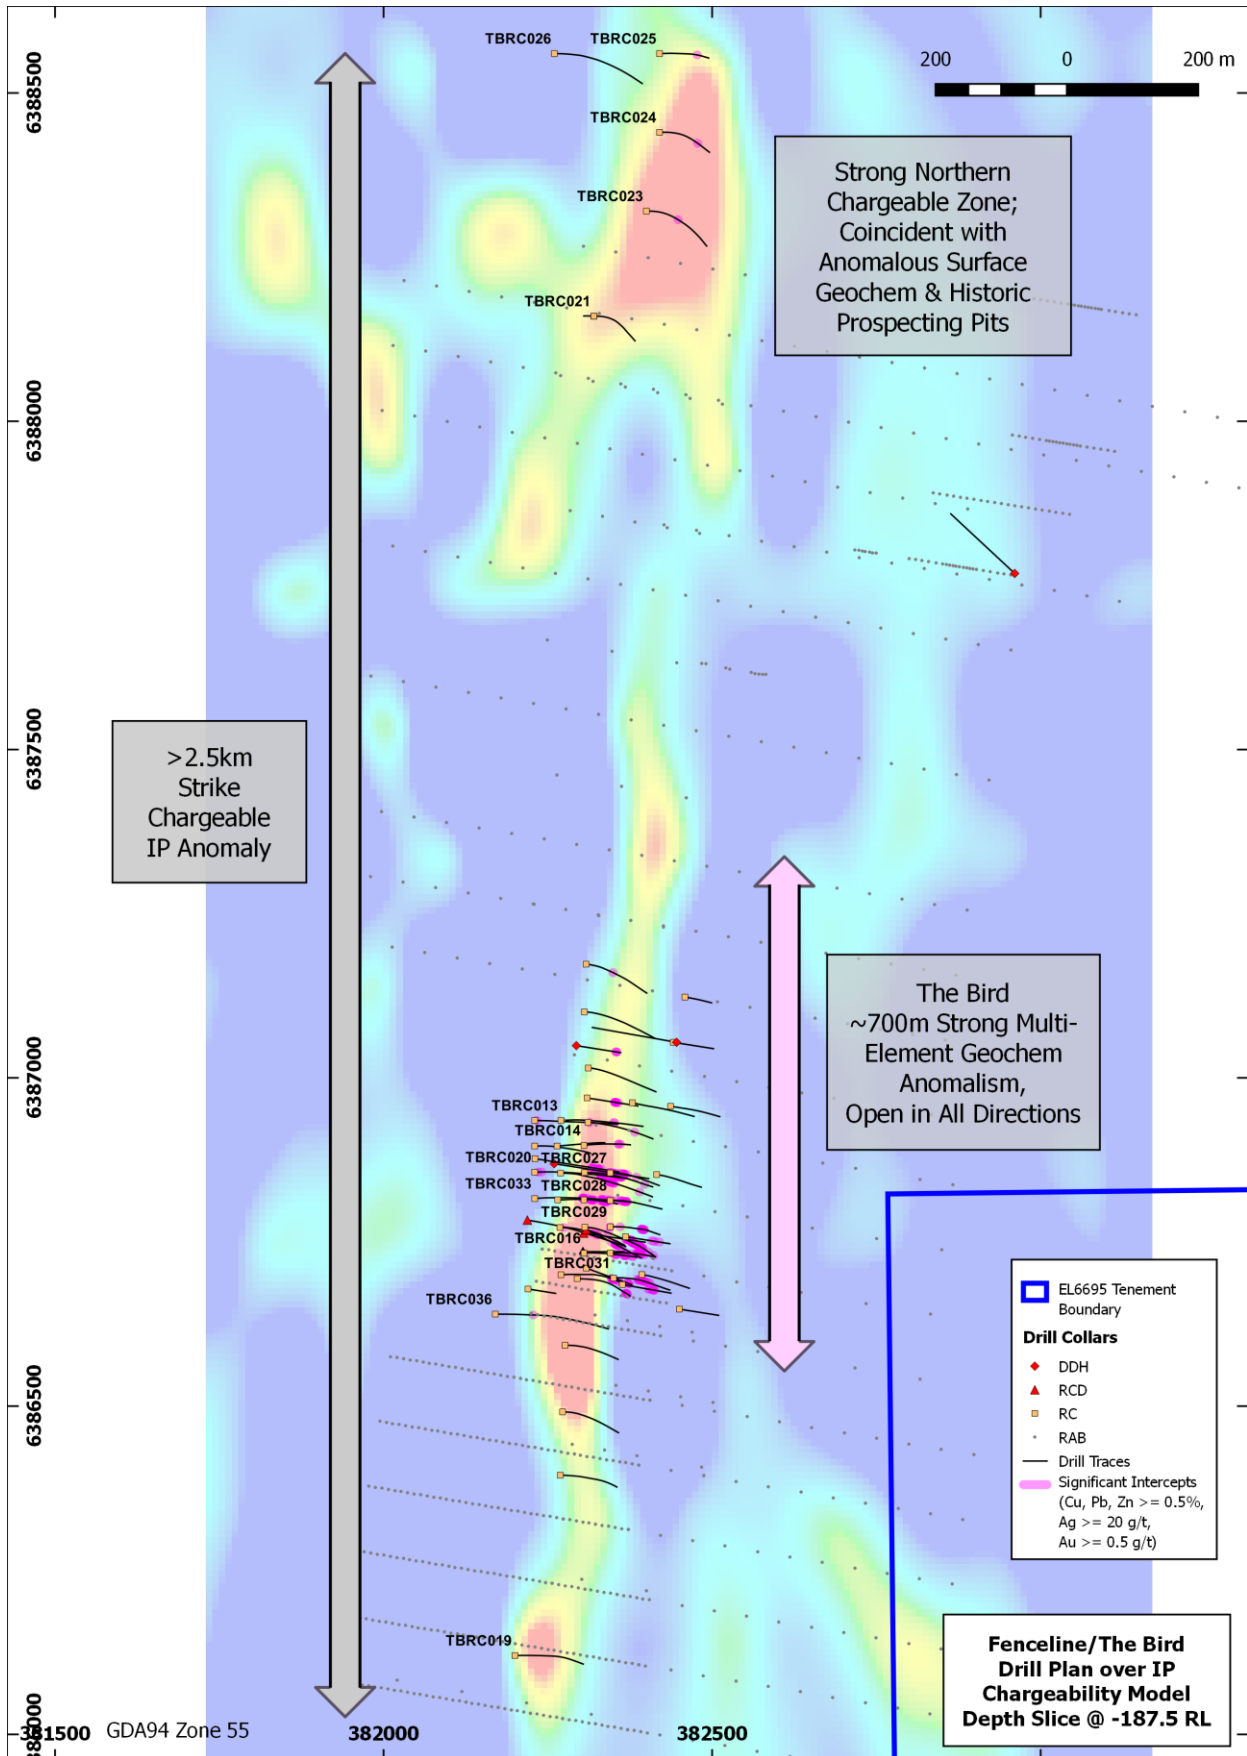 TBRC026
TBRC025
200
0
200 m
6388500
TBRC024
Strong Northern
Chargeable Zone;
Coincident with
Anomalous Surface
Geochem & Historic
Prospecting Pits
TBRC023
TBRC021
6388000
6387500
>2.5km
Strike
Chargeable
IP Anomaly
The Bird
~700m Strong Multi-
Element Geochem
Anomalism,
Open in All Directions
6387000
TBRC013
TBRC014
TBRC020
TBRC027
TBRC033
TBRC028
TBRC029
TBRC016
TBRC031
TBRC036
6386500
EL6695 Tenement
Boundary
Drill Collars
DDH
RCD
RC
RAB
Drill Traces
Significant Intercepts
(Cu, Pb, Zn >= 0.5%,
Ag >= 20 g/t,
Au >= 0.5 g/t)
TBRC019
Fenceline/The Bird
Drill Plan over IP
Chargeability Model
Depth Slice @ -187.5 RL
6386000
381500
GDA94 Zone 55
382000
382500